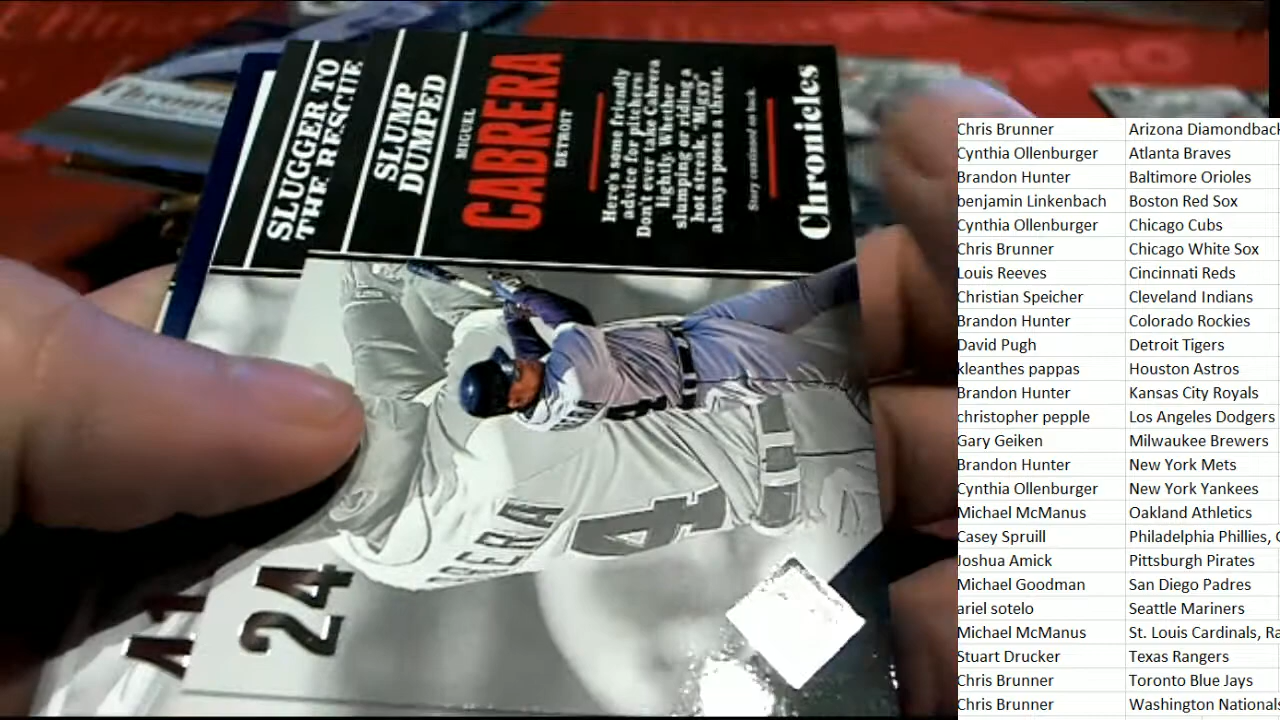 SLUGGER TO
THE RESCUE
SLUMP
DUMPED
MIGUEL
CABRERA
DETROIT
Here's some friendly
advice for pitchers:
Don't ever take Cabrera
lightly. Whether
slumping or riding a
hot streak, "Miggy"
always poses a threat.
Story continued on back.
Chronicles
24
Chris Brunner Arizona Diamondback
Cynthia Ollenburger Atlanta Braves
Brandon Hunter Baltimore Orioles
benjamin Linkenbach Boston Red Sox
Cynthia Ollenburger Chicago Cubs
Chris Brunner Chicago White Sox
Louis Reeves Cincinnati Reds
Christian Speicher Cleveland Indians
Brandon Hunter Colorado Rockies
David Pugh Detroit Tigers
kleanthes pappas Houston Astros
Brandon Hunter Kansas City Royals
christopher pepple Los Angeles Dodgers
Gary Geiken Milwaukee Brewers
Brandon Hunter New York Mets
Cynthia Ollenburger New York Yankees
Michael McManus Oakland Athletics
Casey Spruill Philadelphia Phillies,
Joshua Amick Pittsburgh Pirates
Michael Goodman San Diego Padres
ariel sotelo Seattle Mariners
Michael McManus St. Louis Cardinals, Ra
Stuart Drucker Texas Rangers
Chris Brunner Toronto Blue Jays
Chris Brunner Washington National